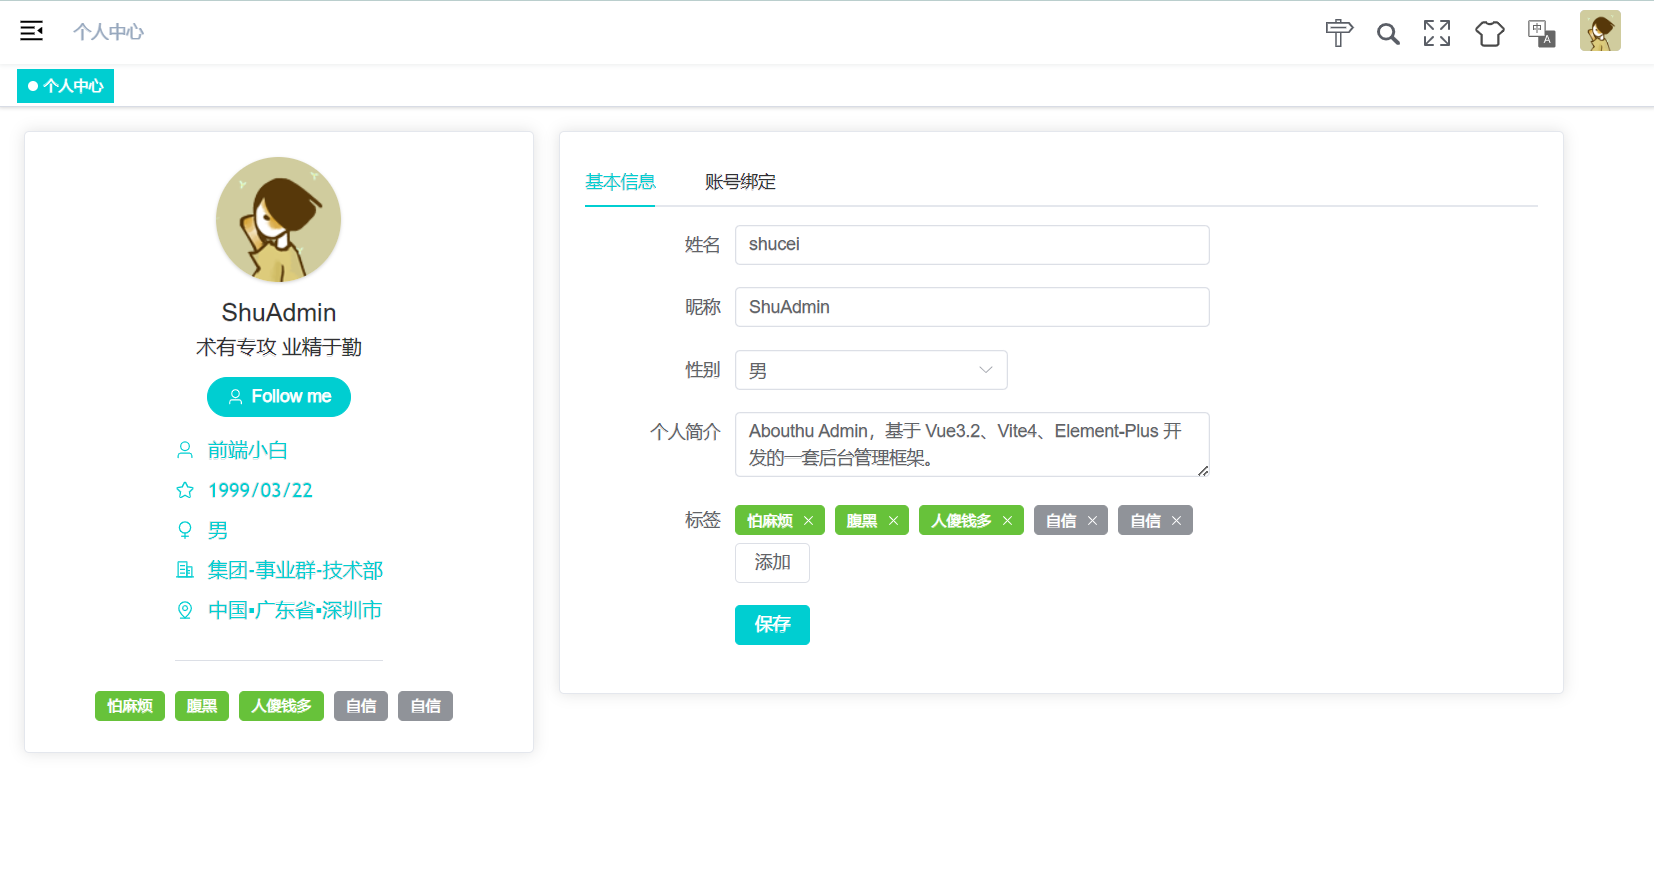 个人中心
中
A
个人中心
ShuAdmin
术有专攻 业精于勤
Follow me
前端小白
1999/03/22
男
集团-事业群-技术部
中国▪广东省▪深圳市
怕麻烦 腹黑 人傻钱多 自信 自信
基本信息 账号绑定
姓名 shucei
昵称 ShuAdmin
性别 男
个人简介 Abouthu Admin，基于 Vue3.2、Vite4、Element-Plus 开
发的一套后台管理框架。
标签 怕麻烦 腹黑 人傻钱多 自信 自信
添加
保存